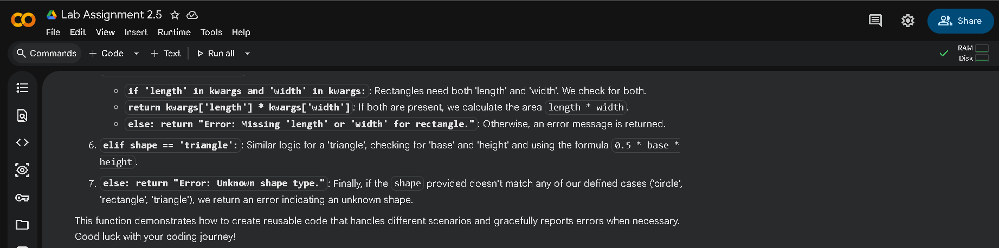 Lab Assignment 2.5
File Edit View Insert Runtime Tools Help
Share
Commands + Code + Text Run all
RAM
Disk
if 'length' in kwargs and 'width' in kwargs: : Rectangles need both 'length' and 'width'. We check for both.
return kwargs['length'] * kwargs['width'] : If both are present, we calculate the area length * width .
else: return "Error: Missing 'length' or 'width' for rectangle." : Otherwise, an error message is returned.
6. elif shape == 'triangle': : Similar logic for a 'triangle', checking for 'base' and 'height' and using the formula 0.5 * base *
height .
7. else: return "Error: Unknown shape type." : Finally, if the shape provided doesn't match any of our defined cases ('circle',
'rectangle', 'triangle'), we return an error indicating an unknown shape.
This function demonstrates how to create reusable code that handles different scenarios and gracefully reports errors when necessary.
Good luck with your coding journey!